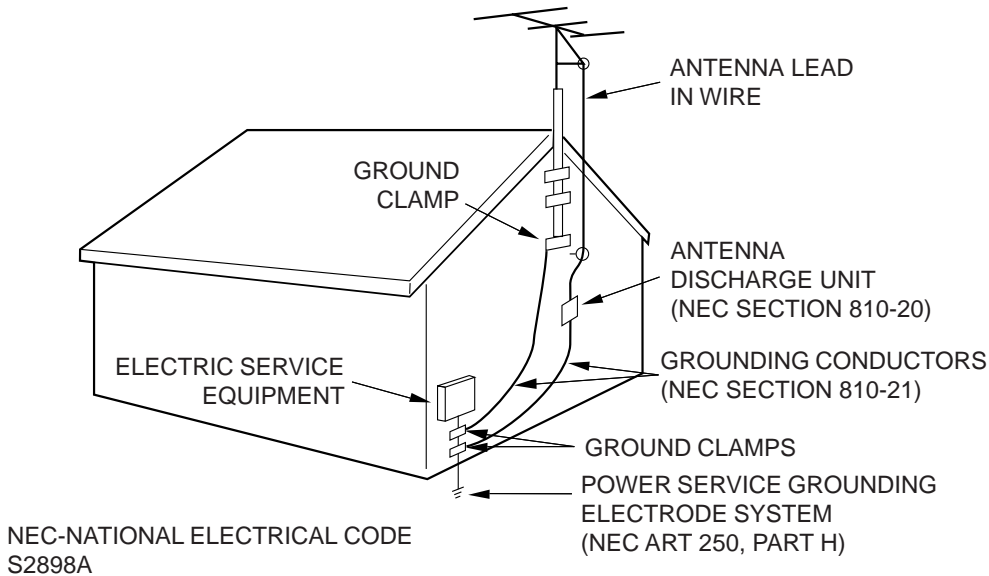 ANTENNA LEAD
IN WIRE
GROUND
CLAMP
ANTENNA
DISCHARGE UNIT
(NEC SECTION 810-20)
ELECTRIC SERVICE
EQUIPMENT
GROUNDING CONDUCTORS
(NEC SECTION 810-21)
GROUND CLAMPS
POWER SERVICE GROUNDING
ELECTRODE SYSTEM
(NEC ART 250, PART H)
NEC-NATIONAL ELECTRICAL CODE
S2898A